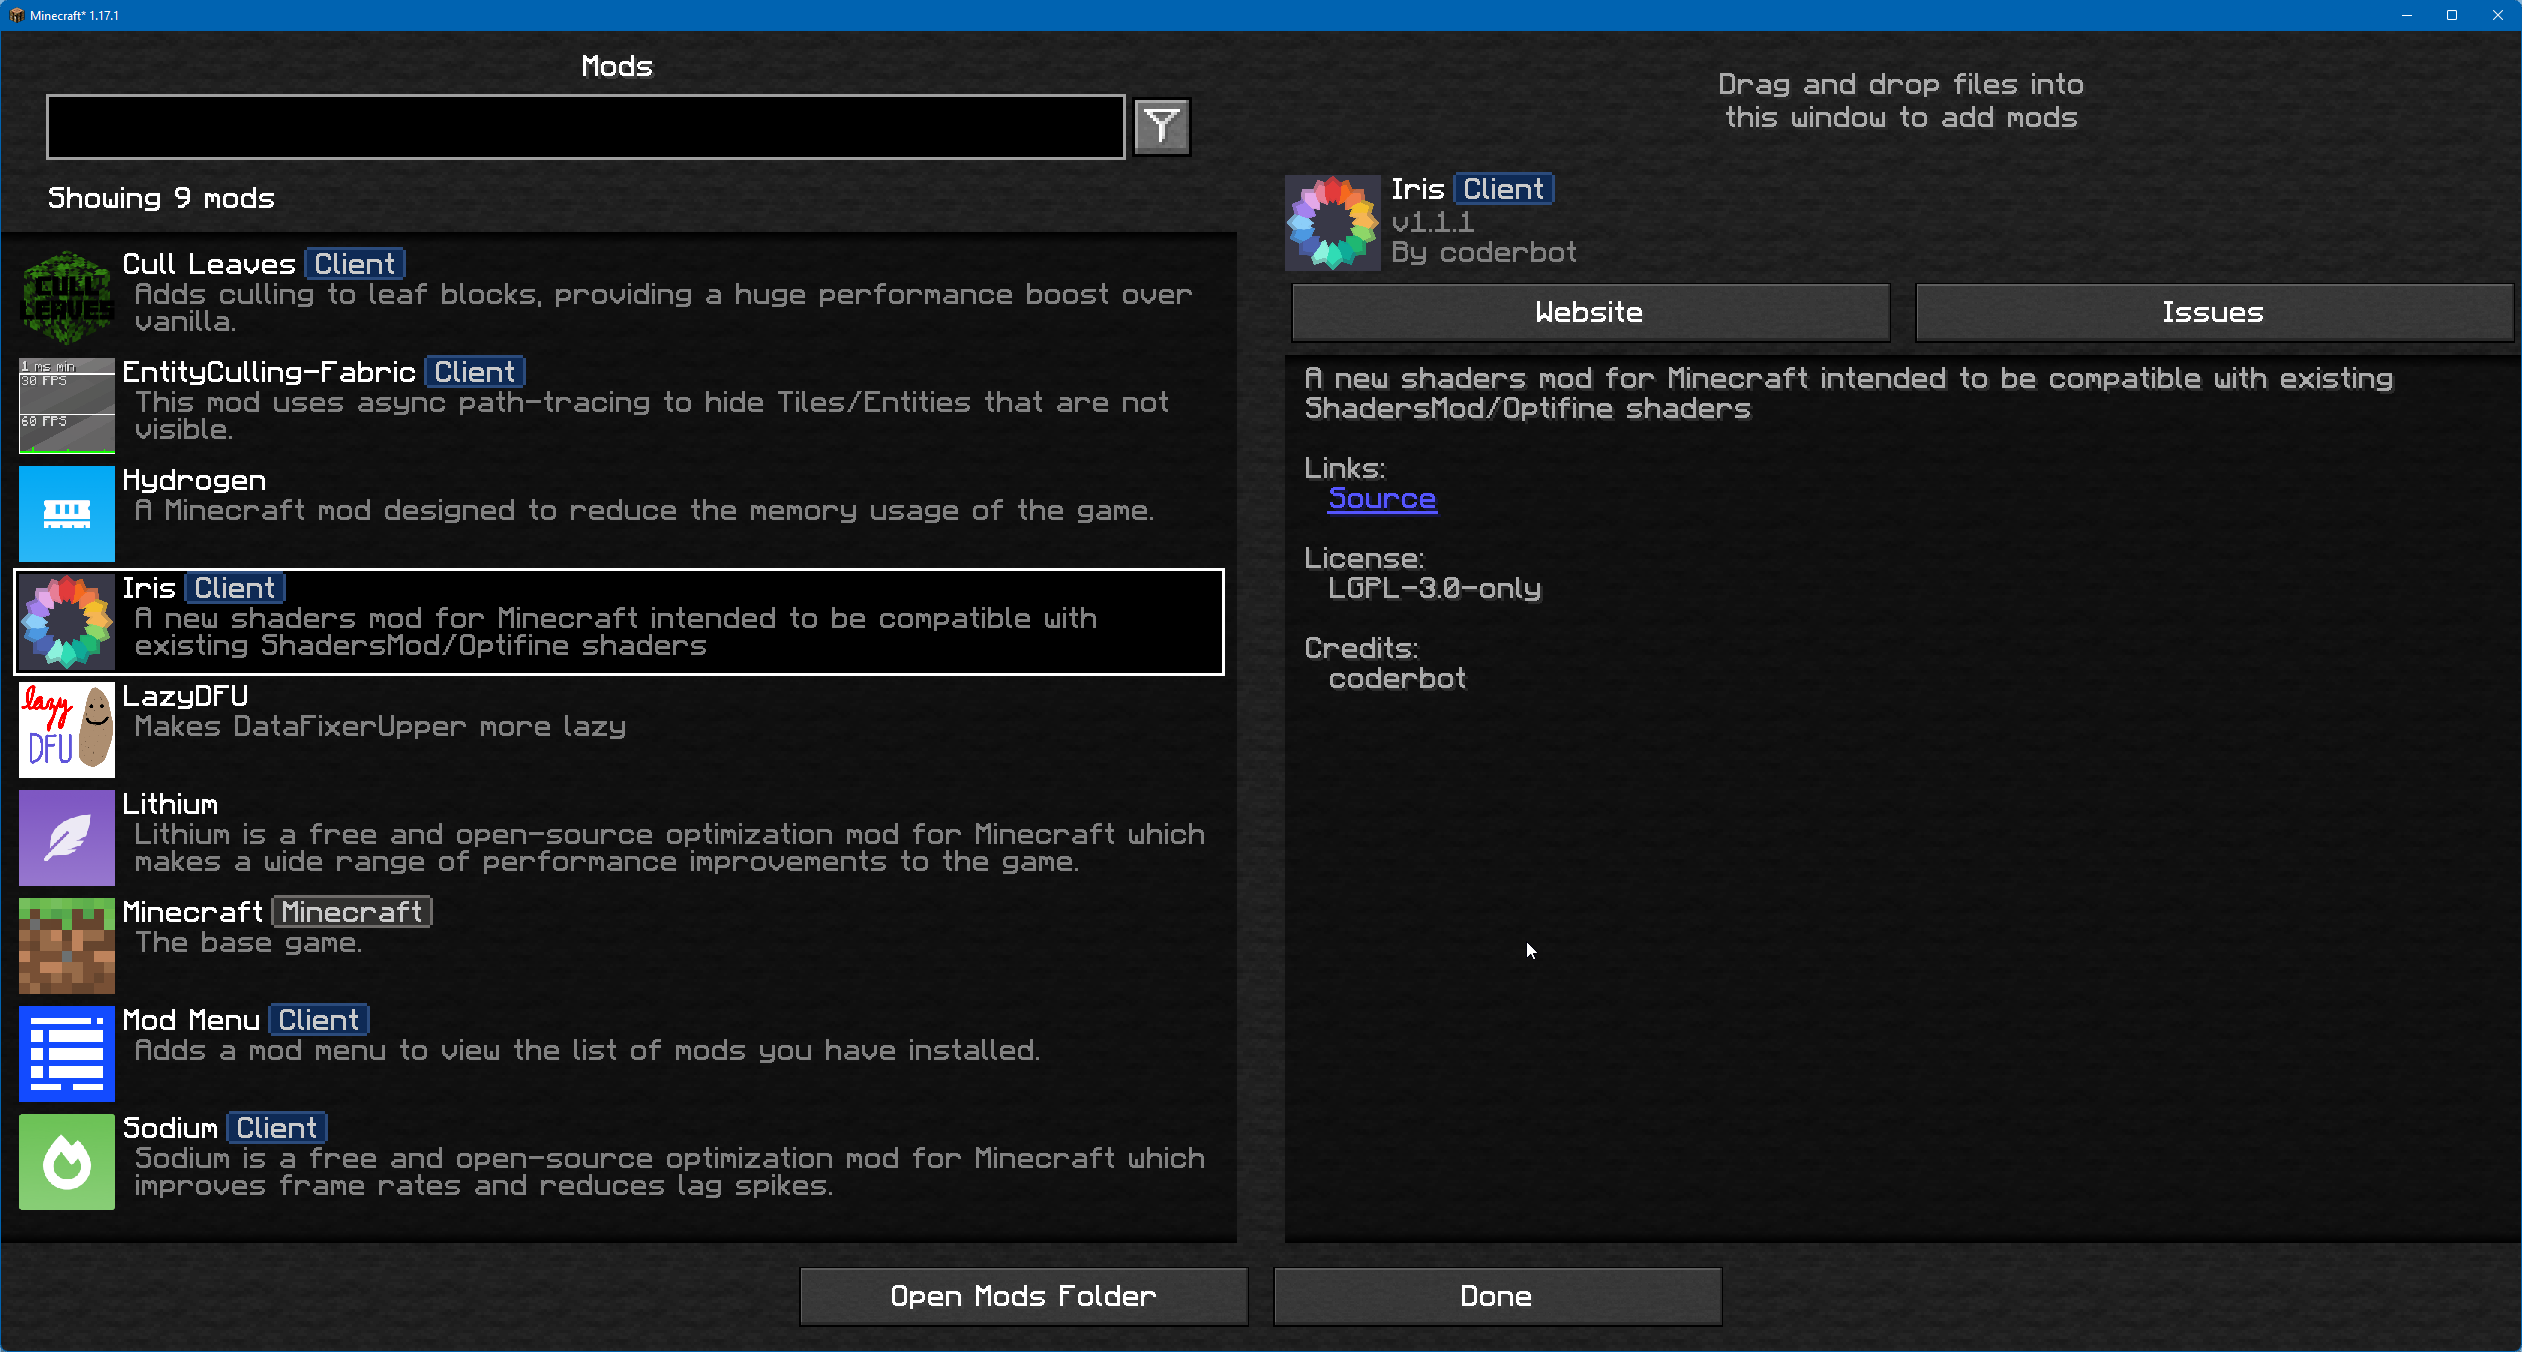 Minecraft* 1.17.1
Mods
Drag and drop files into
this window to add mods
Showing 9 mods
CULL
LEAVES
Cull Leaves Client
Adds culling to leaf blocks, providing a huge performance boost over
vanilla.
1 ms min
30 FPS
60 FPS
EntityCulling-Fabric Client
This mod uses async path-tracing to hide Tiles/Entities that are not
visible.
Hydrogen
A Minecraft mod designed to reduce the memory usage of the game.
Iris Client
A new shaders mod for Minecraft intended to be compatible with
existing ShadersMod/Optifine shaders
lazy
DFU
LazyDFU
Makes DataFixerUpper more lazy
Lithium
Lithium is a free and open-source optimization mod for Minecraft which
makes a wide range of performance improvements to the game.
Minecraft Minecraft
The base game.
Mod Menu Client
Adds a mod menu to view the list of mods you have installed.
Sodium Client
Sodium is a free and open-source optimization mod for Minecraft which
improves frame rates and reduces lag spikes.
Iris Client
v1.1.1
By coderbot
Website
Issues
A new shaders mod for Minecraft intended to be compatible with existing
ShadersMod/Optifine shaders
Links:
Source
License:
LGPL-3.0-only
Credits:
coderbot
Open Mods Folder
Done